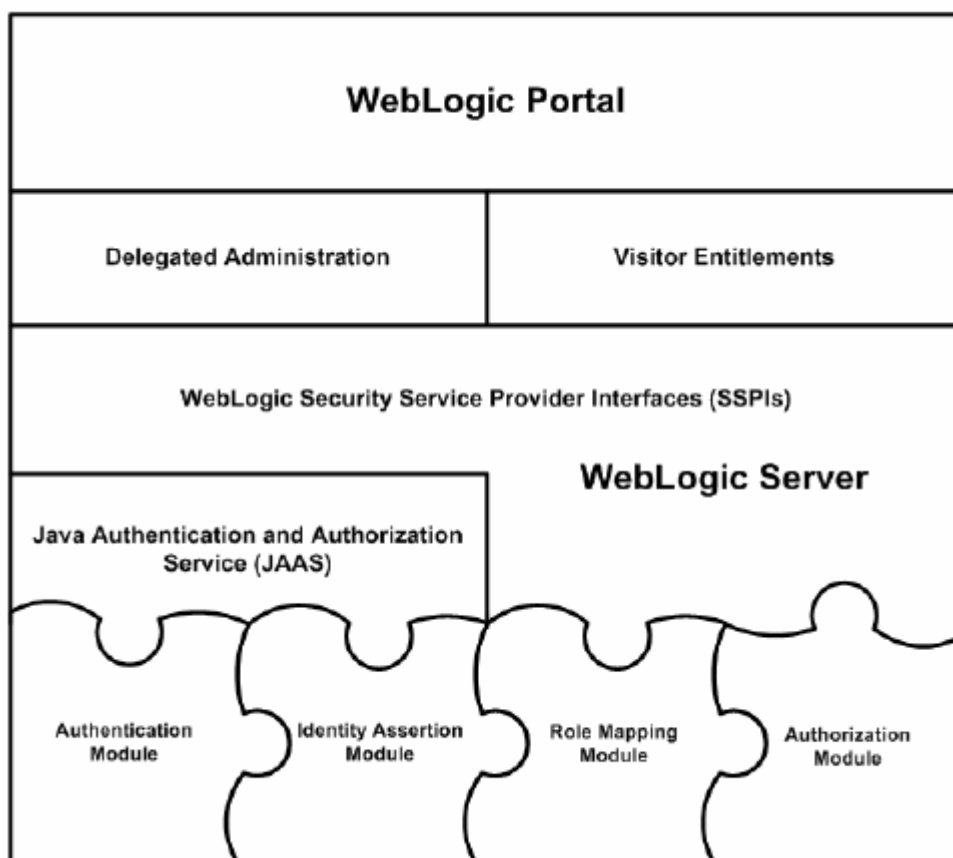 WebLogic Portal
Delegated Administration
Visitor Entitlements
WebLogic Security Service Provider Interfaces (SSPIs)
WebLogic Server
Java Authentication and Authorization
Service (JAAS)
Authentication
Module
Identity Assertion
Module
Role Mapping
Module
Authorization
Module